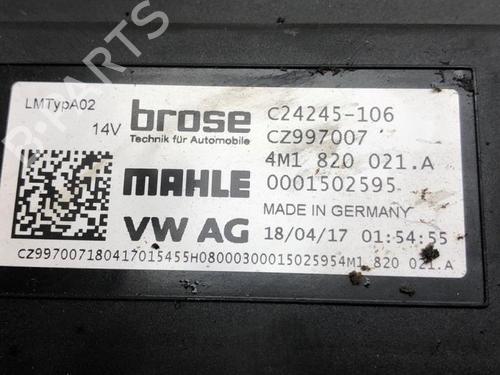 LMTypA02
14V
brose
Technik für Automobile
MAHLE
VW AG
C24245-106
CZ997007
4M1 820 021.A
0001502595
MADE IN GERMANY
18/04/17 01:54:55
CZ997007180417015455H08000300015025954M1 820 021.A
B-PARTS